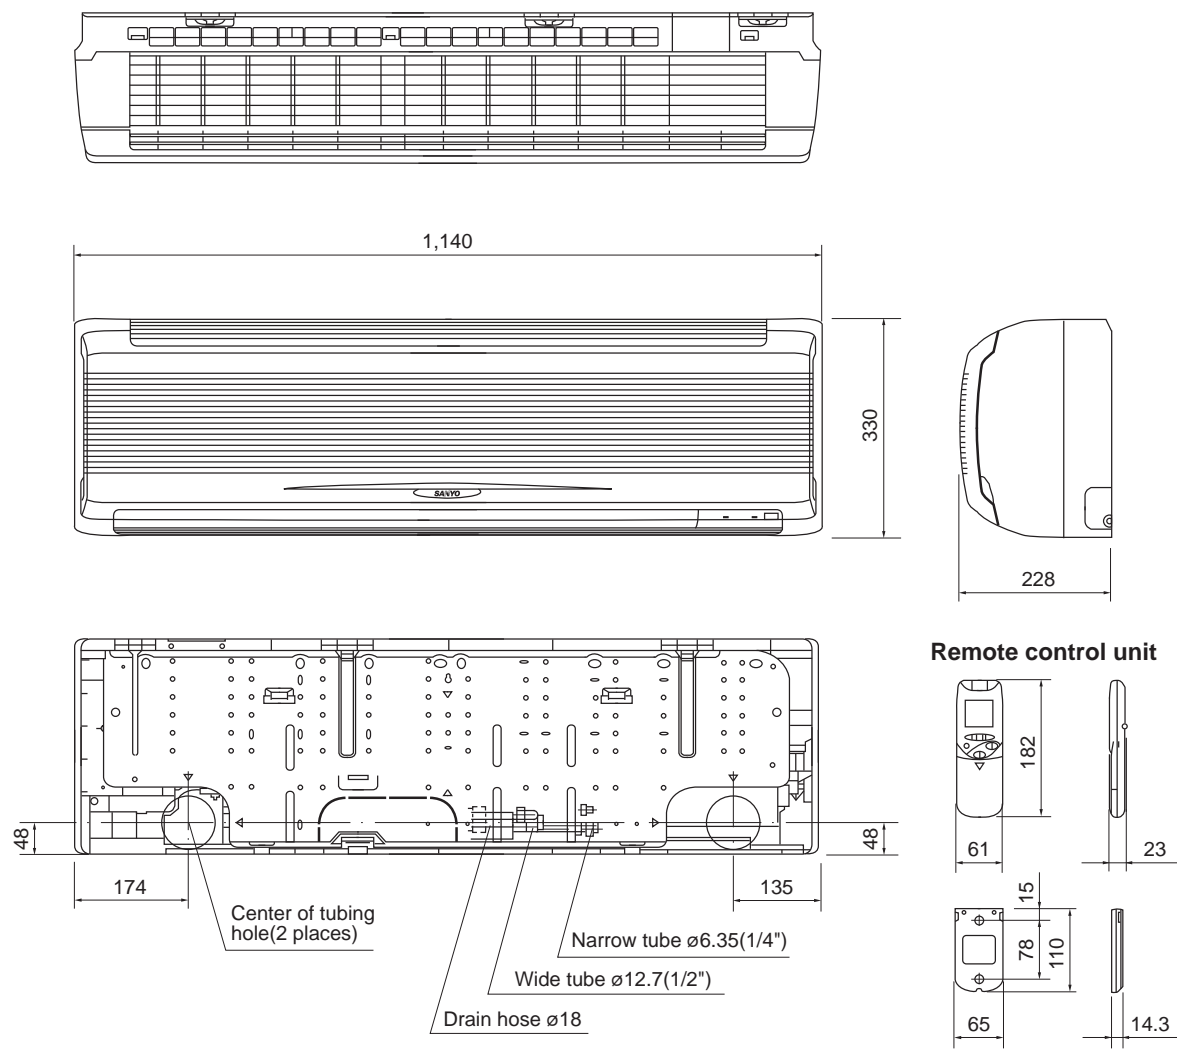 1,140
330
SANYO
228
Remote control unit
182
61
23
48
48
174
135
Center of tubing
hole(2 places)
Narrow tube ø6.35(1/4")
Wide tube ø12.7(1/2")
Drain hose ø18
15
78
110
65
14.3